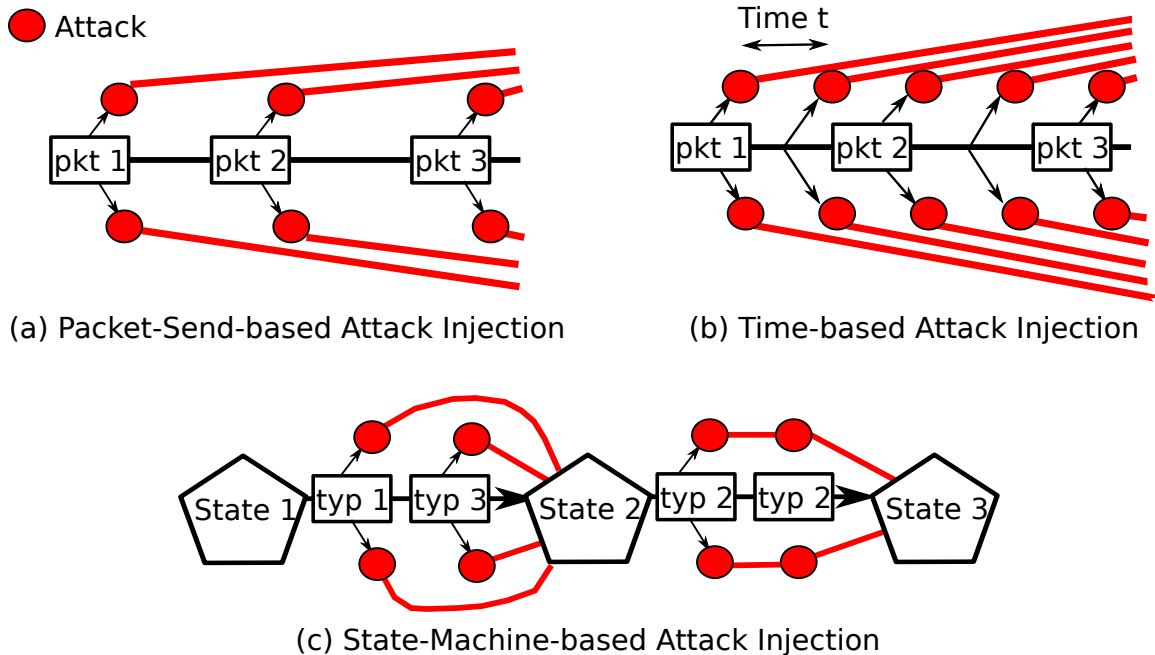 Attack
Time t
pkt 1 pkt 2 pkt 3
pkt 1 pkt 2 pkt 3
(a) Packet-Send-based Attack Injection
(b) Time-based Attack Injection
State 1 typ 1 typ 3 State 2 typ 2 typ 2 State 3
(c) State-Machine-based Attack Injection